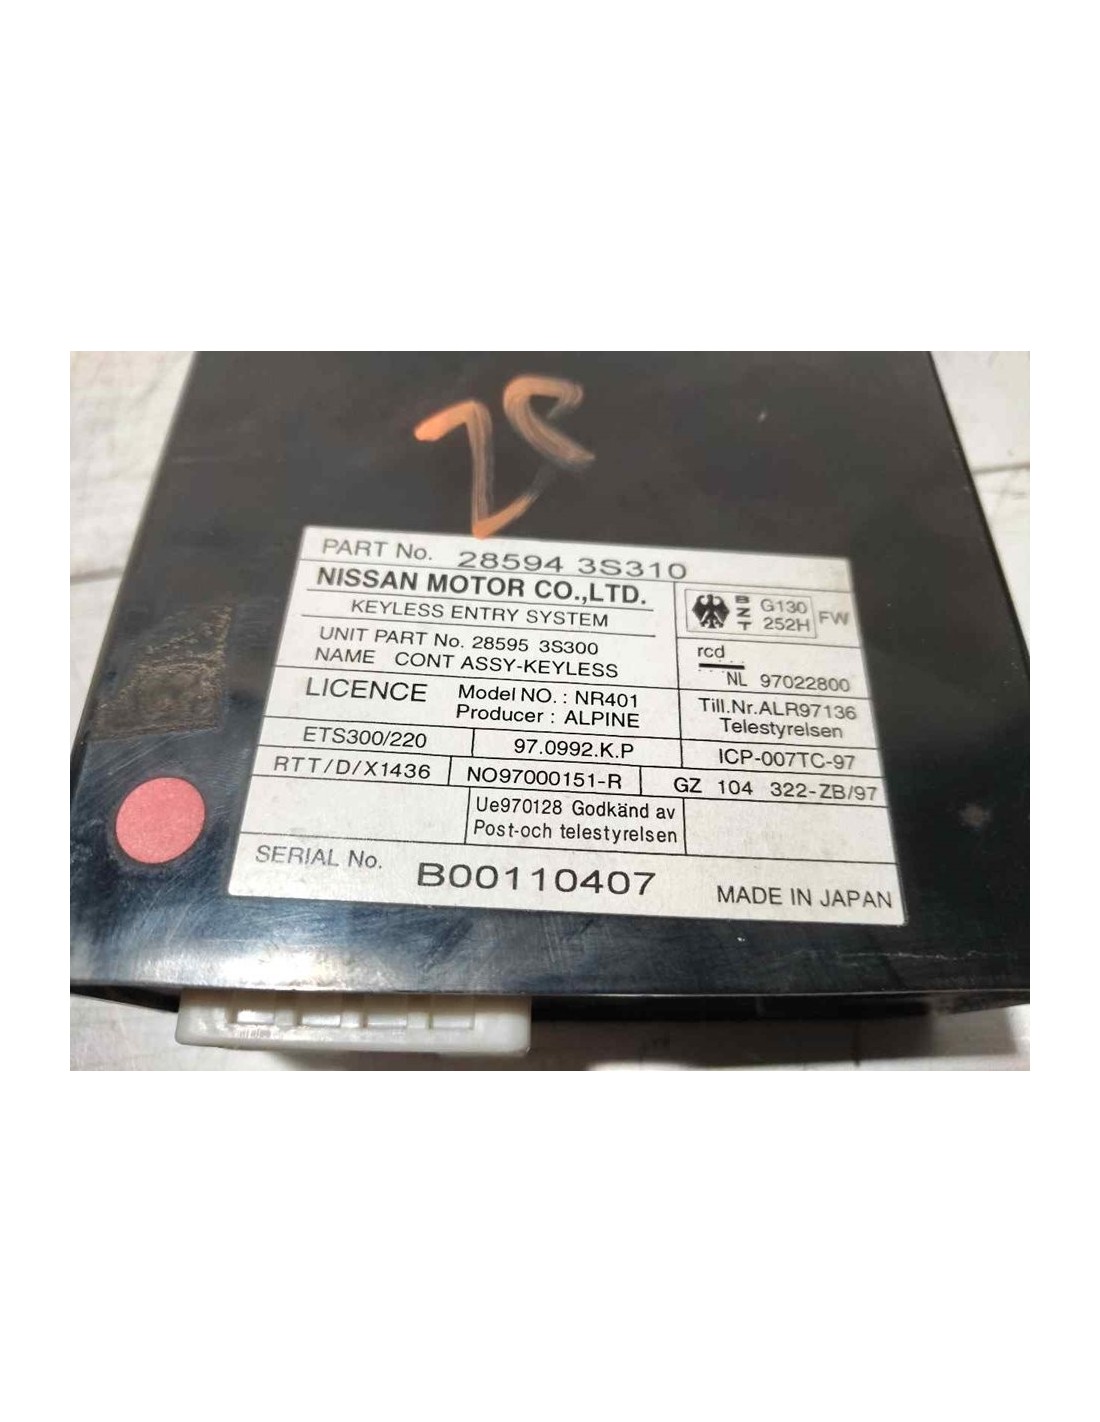 PART No. 28594 3S310
NISSAN MOTOR CO.,LTD.
KEYLESS ENTRY SYSTEM
UNIT PART No. 28595 3S300
NAME CONT ASSY-KEYLESS
BZT G130 252H FW
rcd
NL 97022800
LICENCE Model NO. : NR401
Producer : ALPINE
Till.Nr.ALR97136
Telestyrelsen
ETS300/220 97.0992.K.P ICP-007TC-97
RTT/D/X1436 NO97000151-R GZ 104 322-ZB/97
Ue970128 Godkänd av
Post-och telestyrelsen
SERIAL No. B00110407 MADE IN JAPAN